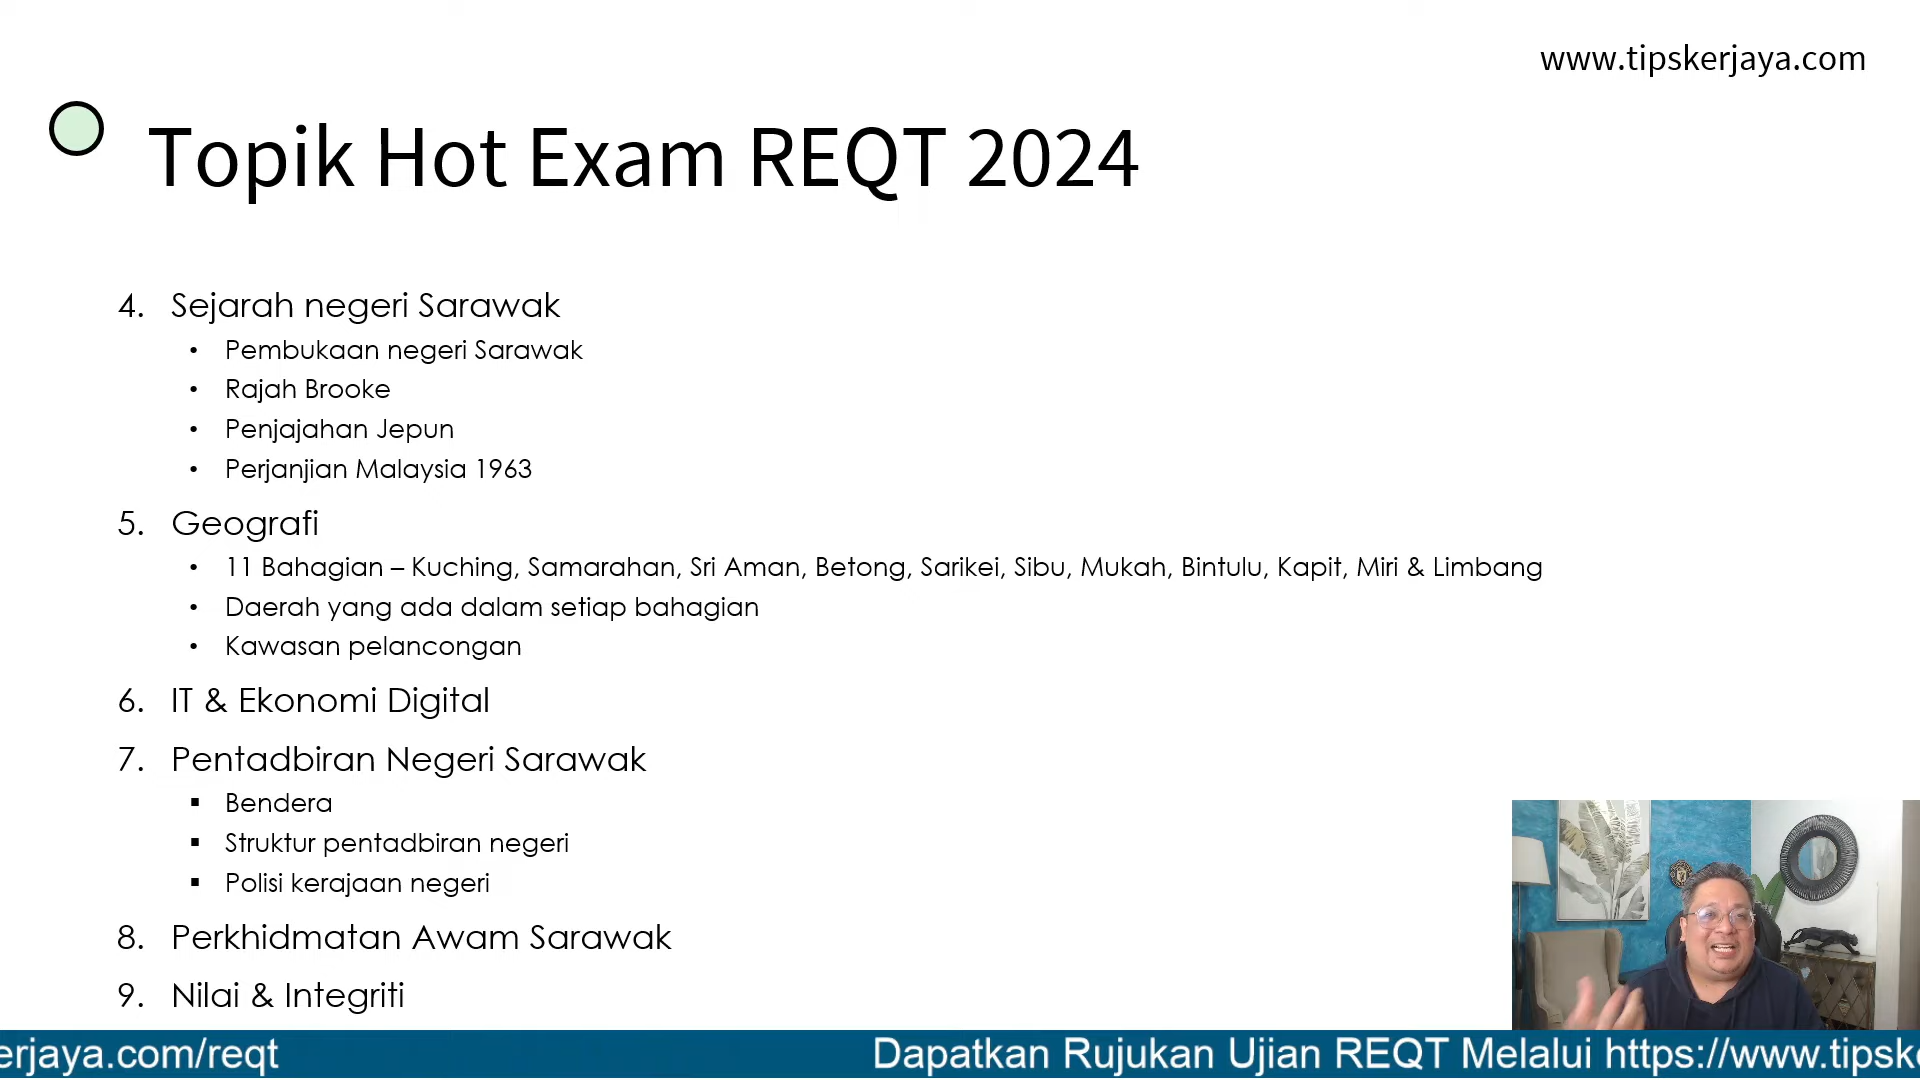 www.tipskerjaya.com
Topik Hot Exam REQT 2024
4. Sejarah negeri Sarawak
• Pembukaan negeri Sarawak
• Rajah Brooke
• Penjajahan Jepun
• Perjanjian Malaysia 1963
5. Geografi
• 11 Bahagian – Kuching, Samarahan, Sri Aman, Betong, Sarikei, Sibu, Mukah, Bintulu, Kapit, Miri & Limbang
• Daerah yang ada dalam setiap bahagian
• Kawasan pelancongan
6. IT & Ekonomi Digital
7. Pentadbiran Negeri Sarawak
▪ Bendera
▪ Struktur pentadbiran negeri
▪ Polisi kerajaan negeri
8. Perkhidmatan Awam Sarawak
9. Nilai & Integriti
erjaya.com/reqt Dapatkan Rujukan Ujian REQT Melalui https://www.tipsk